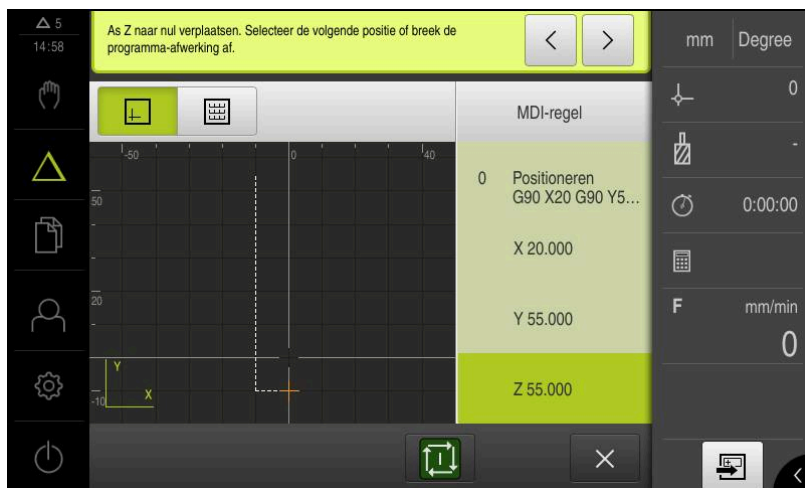 5
14:58
As Z naar nul verplaatsen. Selecteer de volgende positie of breek de
programma-afwerking af.
MDI-regel
-50
0
40
50
20
-10
Y
X
0 Positioneren
G90 X20 G90 Y5...
X 20.000
Y 55.000
Z 55.000
mm Degree
0
-
0:00:00
F mm/min
0